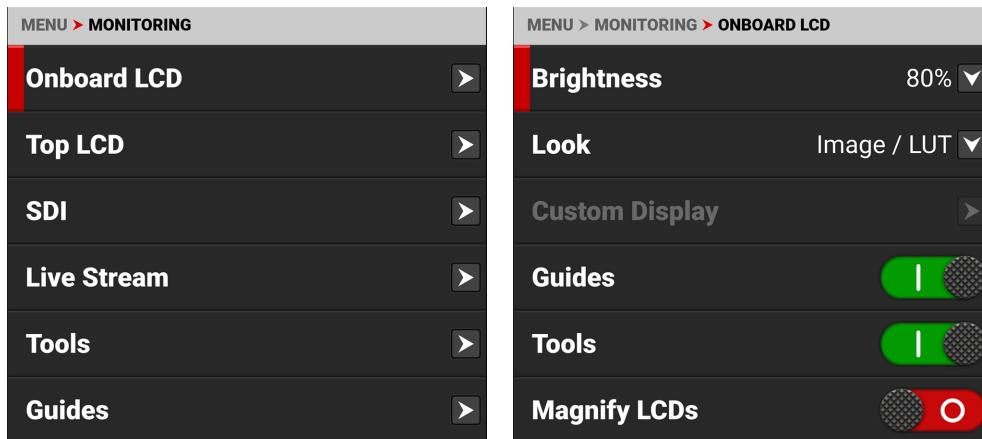 MENU > MONITORING
Onboard LCD
Top LCD
SDI
Live Stream
Tools
Guides
MENU > MONITORING > ONBOARD LCD
Brightness 80%
Look Image / LUT
Custom Display
Guides
Tools
Magnify LCDs